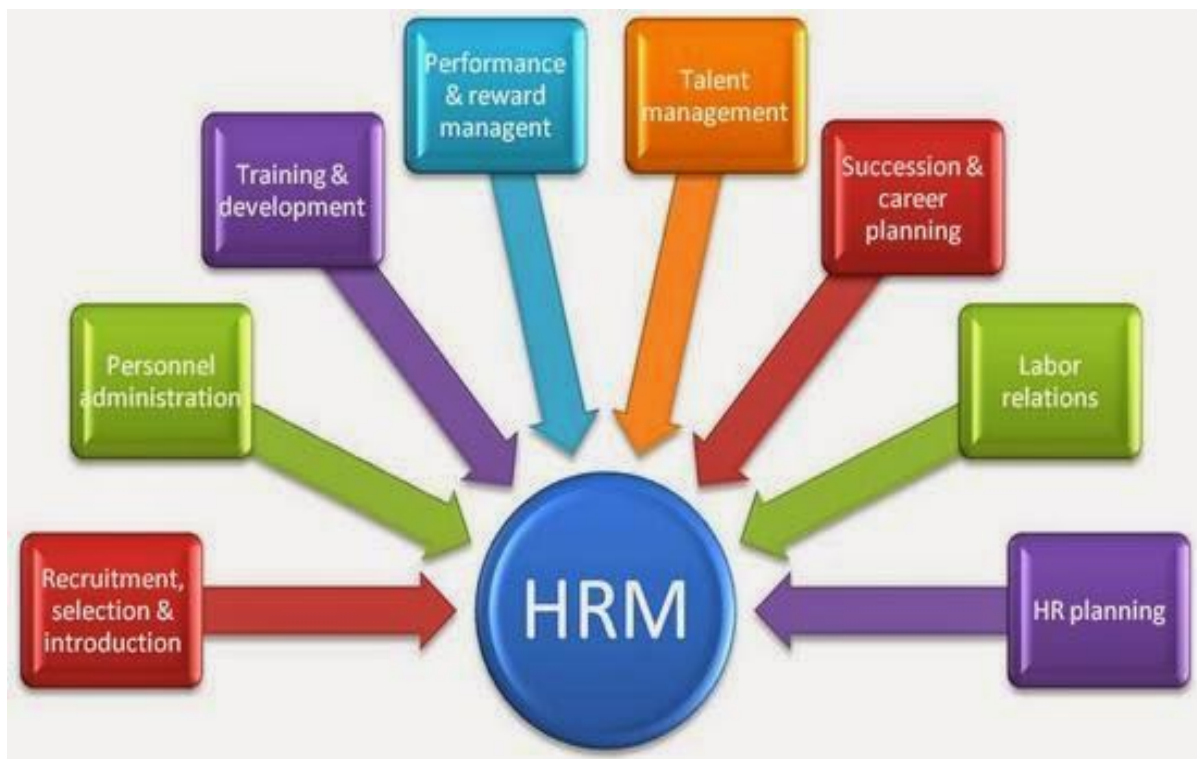 Performance
& reward
managent
Talent
management
Training &
development
Succession &
career
planning
Personnel
administration
Labor
relations
Recruitment,
selection &
introduction
HRM
HR planning